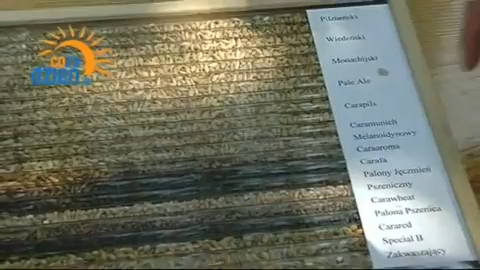 Pilzneński
Wiedeński
Monachijski
Pale Ale
Carapils
Caramunich
Melanoidynowy
Caraaroma
Carafa
Palony Jęczmień
Pszeniczny
Carawheat
Palona Pszenica
Carared
Special B
Zakwaszający